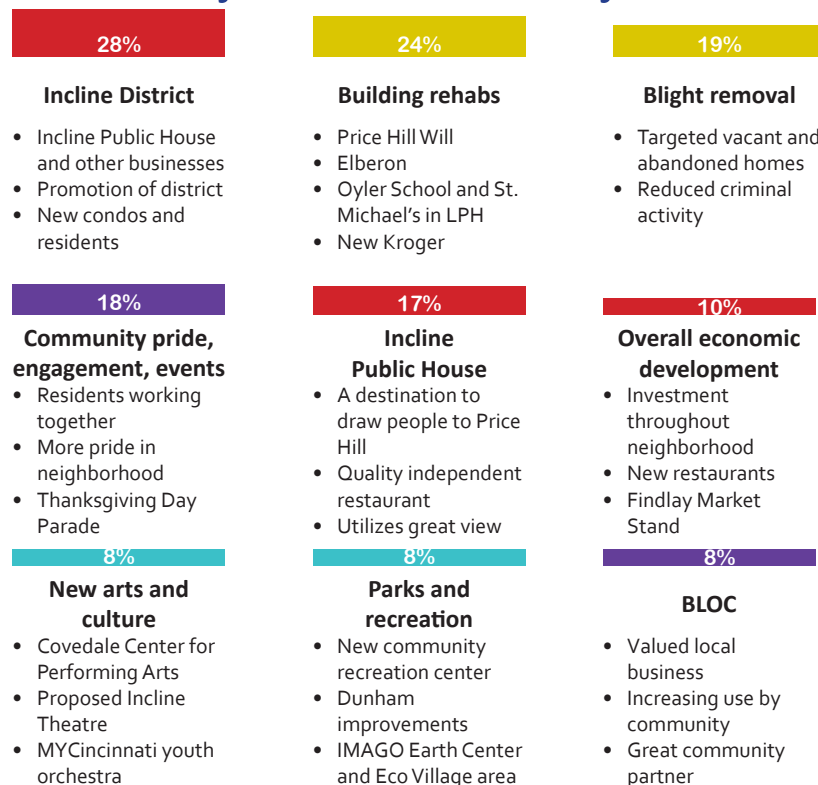 28%
Incline District
• Incline Public House
and other businesses
• Promotion of district
• New condos and
residents
24%
Building rehabs
• Price Hill Will
• Elberon
• Oyler School and St.
Michael's in LPH
• New Kroger
19%
Blight removal
• Targeted vacant and
abandoned homes
• Reduced criminal
activity
18%
Community pride,
engagement, events
• Residents working
together
• More pride in
neighborhood
• Thanksgiving Day
Parade
17%
Incline
Public House
• A destination to
draw people to Price
Hill
• Quality independent
restaurant
• Utilizes great view
10%
Overall economic
development
• Investment
throughout
neighborhood
• New restaurants
• Findlay Market
Stand
8%
New arts and
culture
• Covedale Center for
Performing Arts
• Proposed Incline
Theatre
• MYCincinnati youth
orchestra
8%
Parks and
recreation
• New community
recreation center
• Dunham
improvements
• IMAGO Earth Center
and Eco Village area
8%
BLOC
• Valued local
business
• Increasing use by
community
• Great community
partner